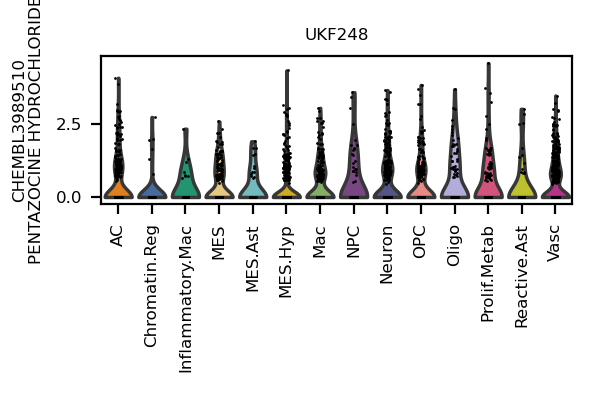 UKF248
CHEMBL3989510
PENTAZOCINE HYDROCHLORIDE
2.5
0.0
AC
Chromatin.Reg
Inflammatory.Mac
MES
MES.Ast
MES.Hyp
Mac
NPC
Neuron
OPC
Oligo
Prolif.Metab
Reactive.Ast
Vasc